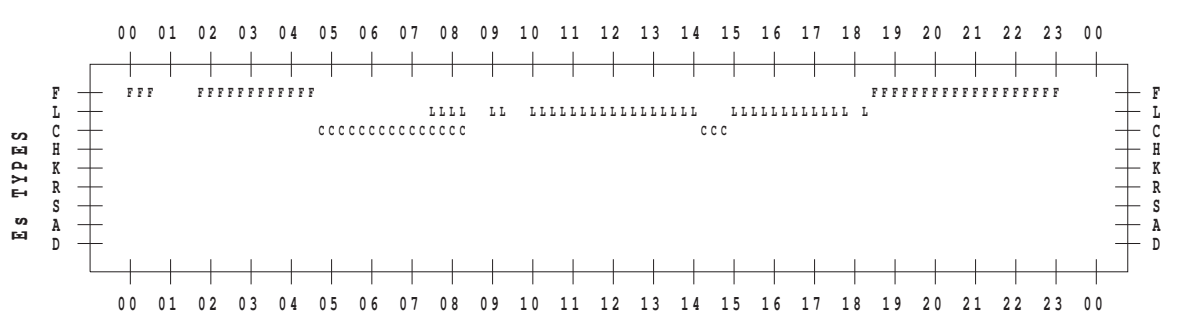 00 01 02 03 04 05 06 07 08 09 10 11 12 13 14 15 16 17 18 19 20 21 22 23 00
Es TYPES
F FFF FFFFFFFFFFFF FFFFFFFFFFFFFFFFFFF F
L LLLL LL LLLLLLLLLLLLLLLLL LLLLLLLLLLLL L L
C CCCCCCCCCCCCCCC CCC C
H H
K K
R R
S S
A A
D D
00 01 02 03 04 05 06 07 08 09 10 11 12 13 14 15 16 17 18 19 20 21 22 23 00